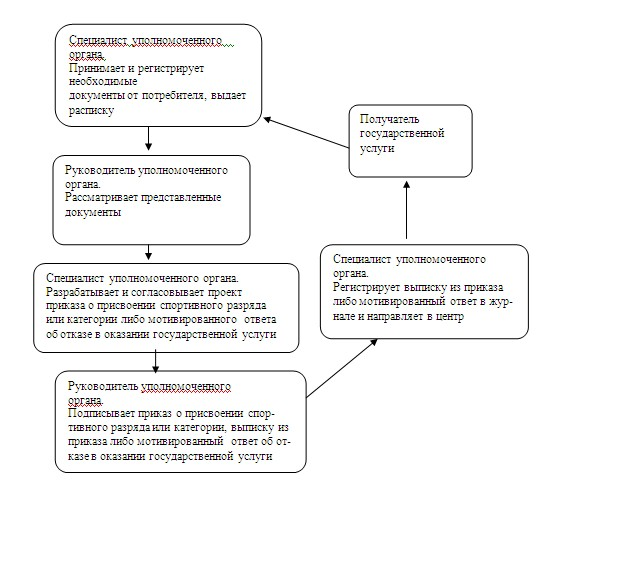 Специалист уполномоченного
органа.
Принимает и регистрирует
необходимые
документы от потребителя, выдает
расписку
Руководитель уполномоченного
органа.
Рассматривает представленные
документы
Специалист уполномоченного органа.
Разрабатывает и согласовывает проект
приказа о присвоении спортивного разряда
или категории либо мотивированного ответа
об отказе в оказании государственной услуги
Руководитель уполномоченного
органа.
Подписывает приказ о присвоении спор-
тивного разряда или категории, выписку из
приказа либо мотивированный ответ об от-
казе в оказании государственной услуги
Специалист уполномоченного
органа.
Регистрирует выписку из приказа
либо мотивированный ответ в жур-
нале и направляет в центр
Получатель
государственной
услуги